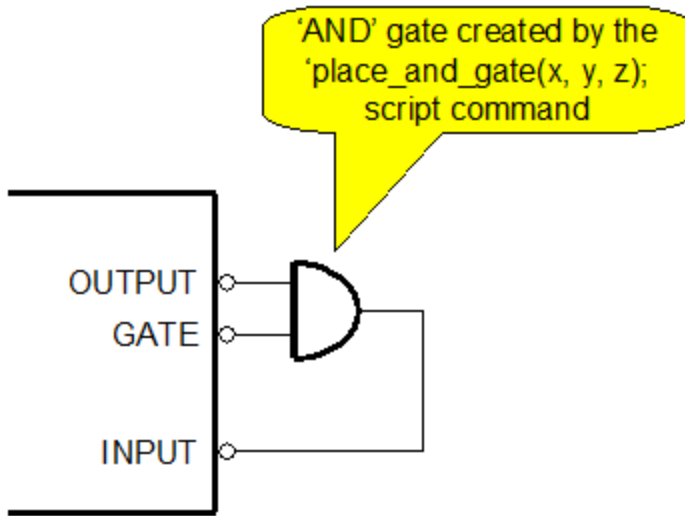 ‘AND’ gate created by the
‘place_and_gate(x, y, z);
script command
OUTPUT
GATE
INPUT